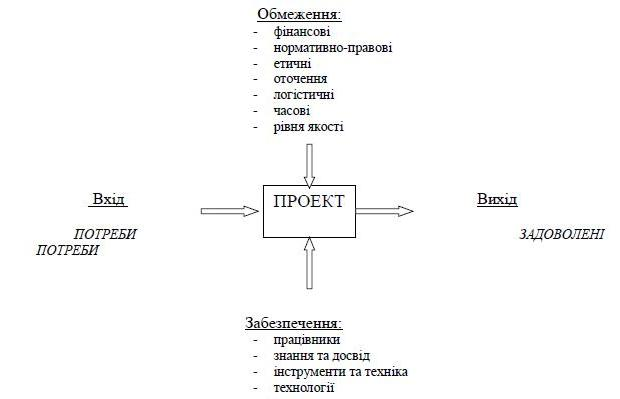 Обмеження:
- фінансові
- нормативно-правові
- етичні
- оточення
- логістичні
- часові
- рівня якості
Вхід
ПРОЕКТ
Вихід
ПОТРЕБИ
ЗАДОВОЛЕНІ
ПОТРЕБИ
Забезпечення:
- працівники
- знання та досвід
- інструменти та техніка
- технології